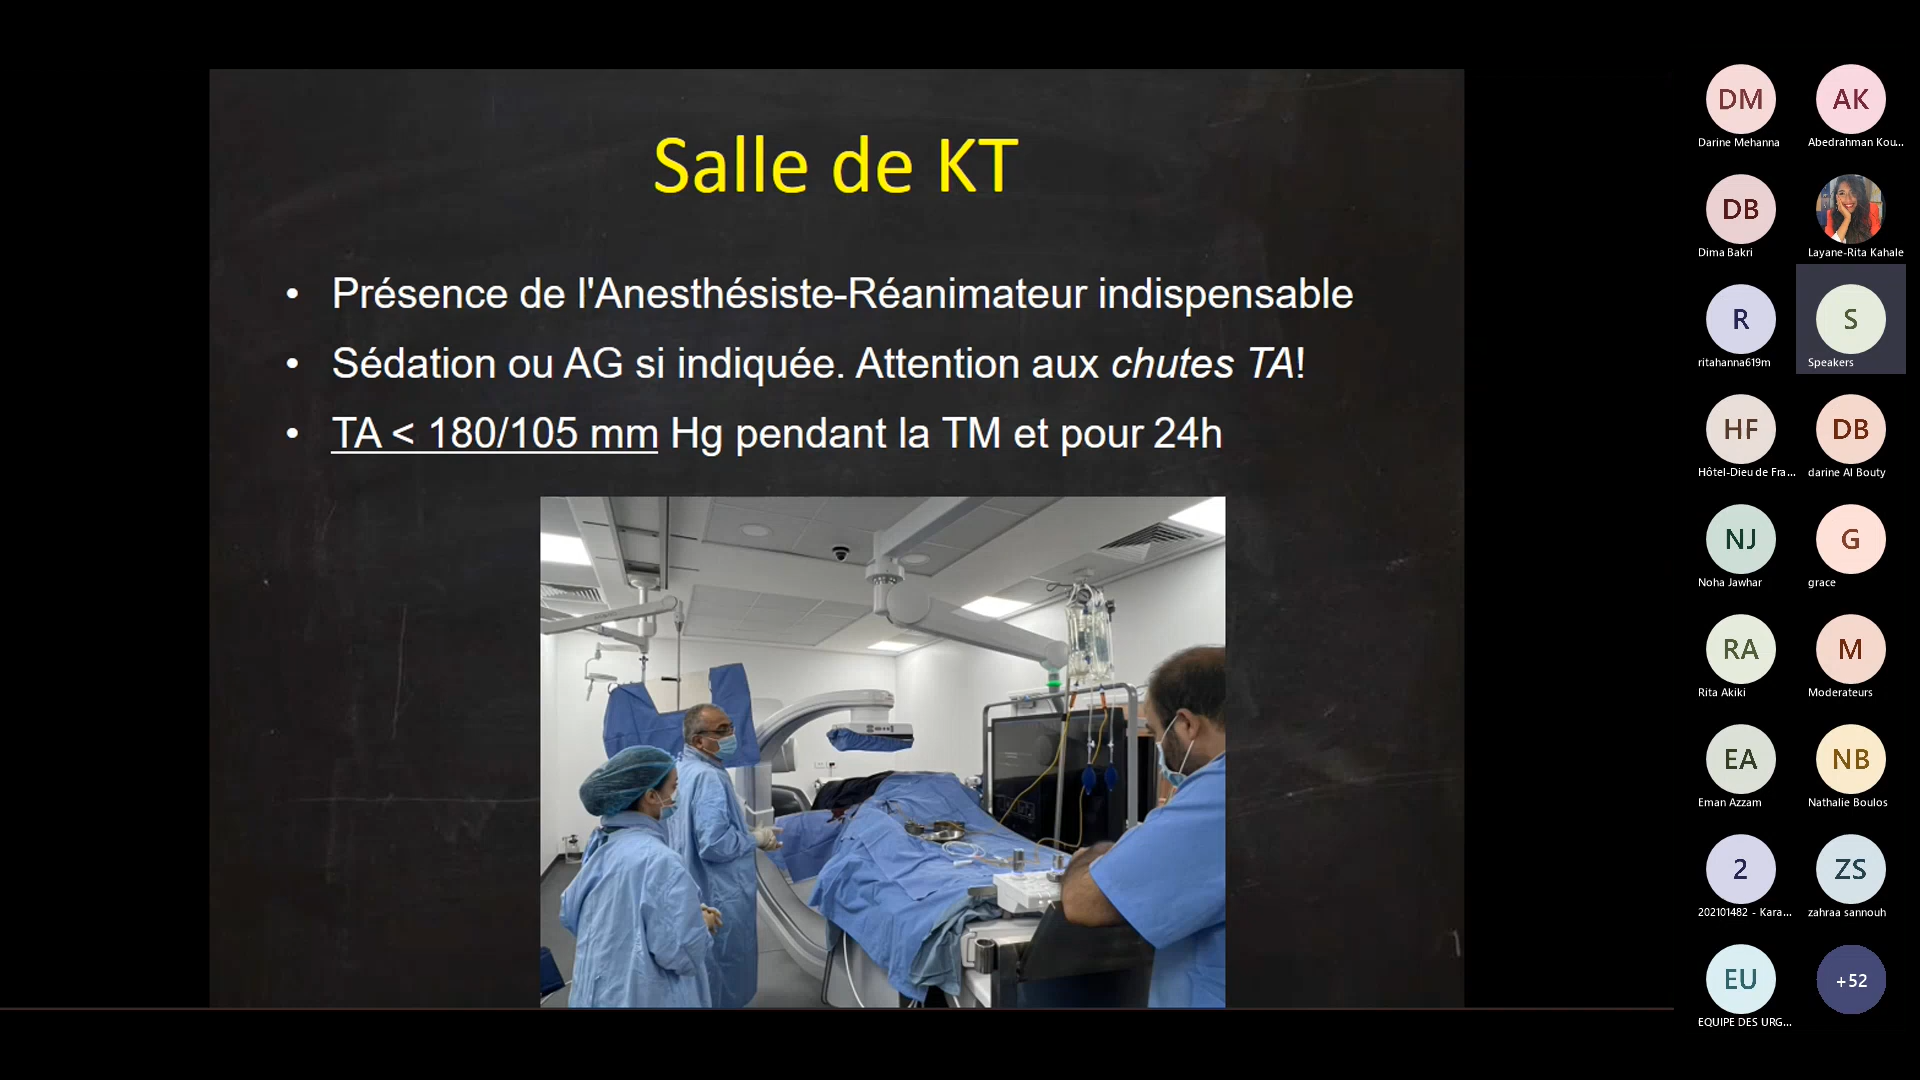 Salle de KT
• Présence de l'Anesthésiste-Réanimateur indispensable
• Sédation ou AG si indiquée. Attention aux chutes TA!
• TA < 180/105 mm Hg pendant la TM et pour 24h
DM
Darine Mehanna
AK
Abedrahman Kou...
DB
Dima Bakri
Layane-Rita Kahale
R
ritahanna619m
S
Speakers
HF
Hôtel-Dieu de Fra...
DB
darine Al Bouty
NJ
Noha Jawhar
G
grace
RA
Rita Akiki
M
Moderateurs
EA
Eman Azzam
NB
Nathalie Boulos
2
202101482 - Kara...
ZS
zahraa sannouh
EU
EQUIPE DES URG...
+52